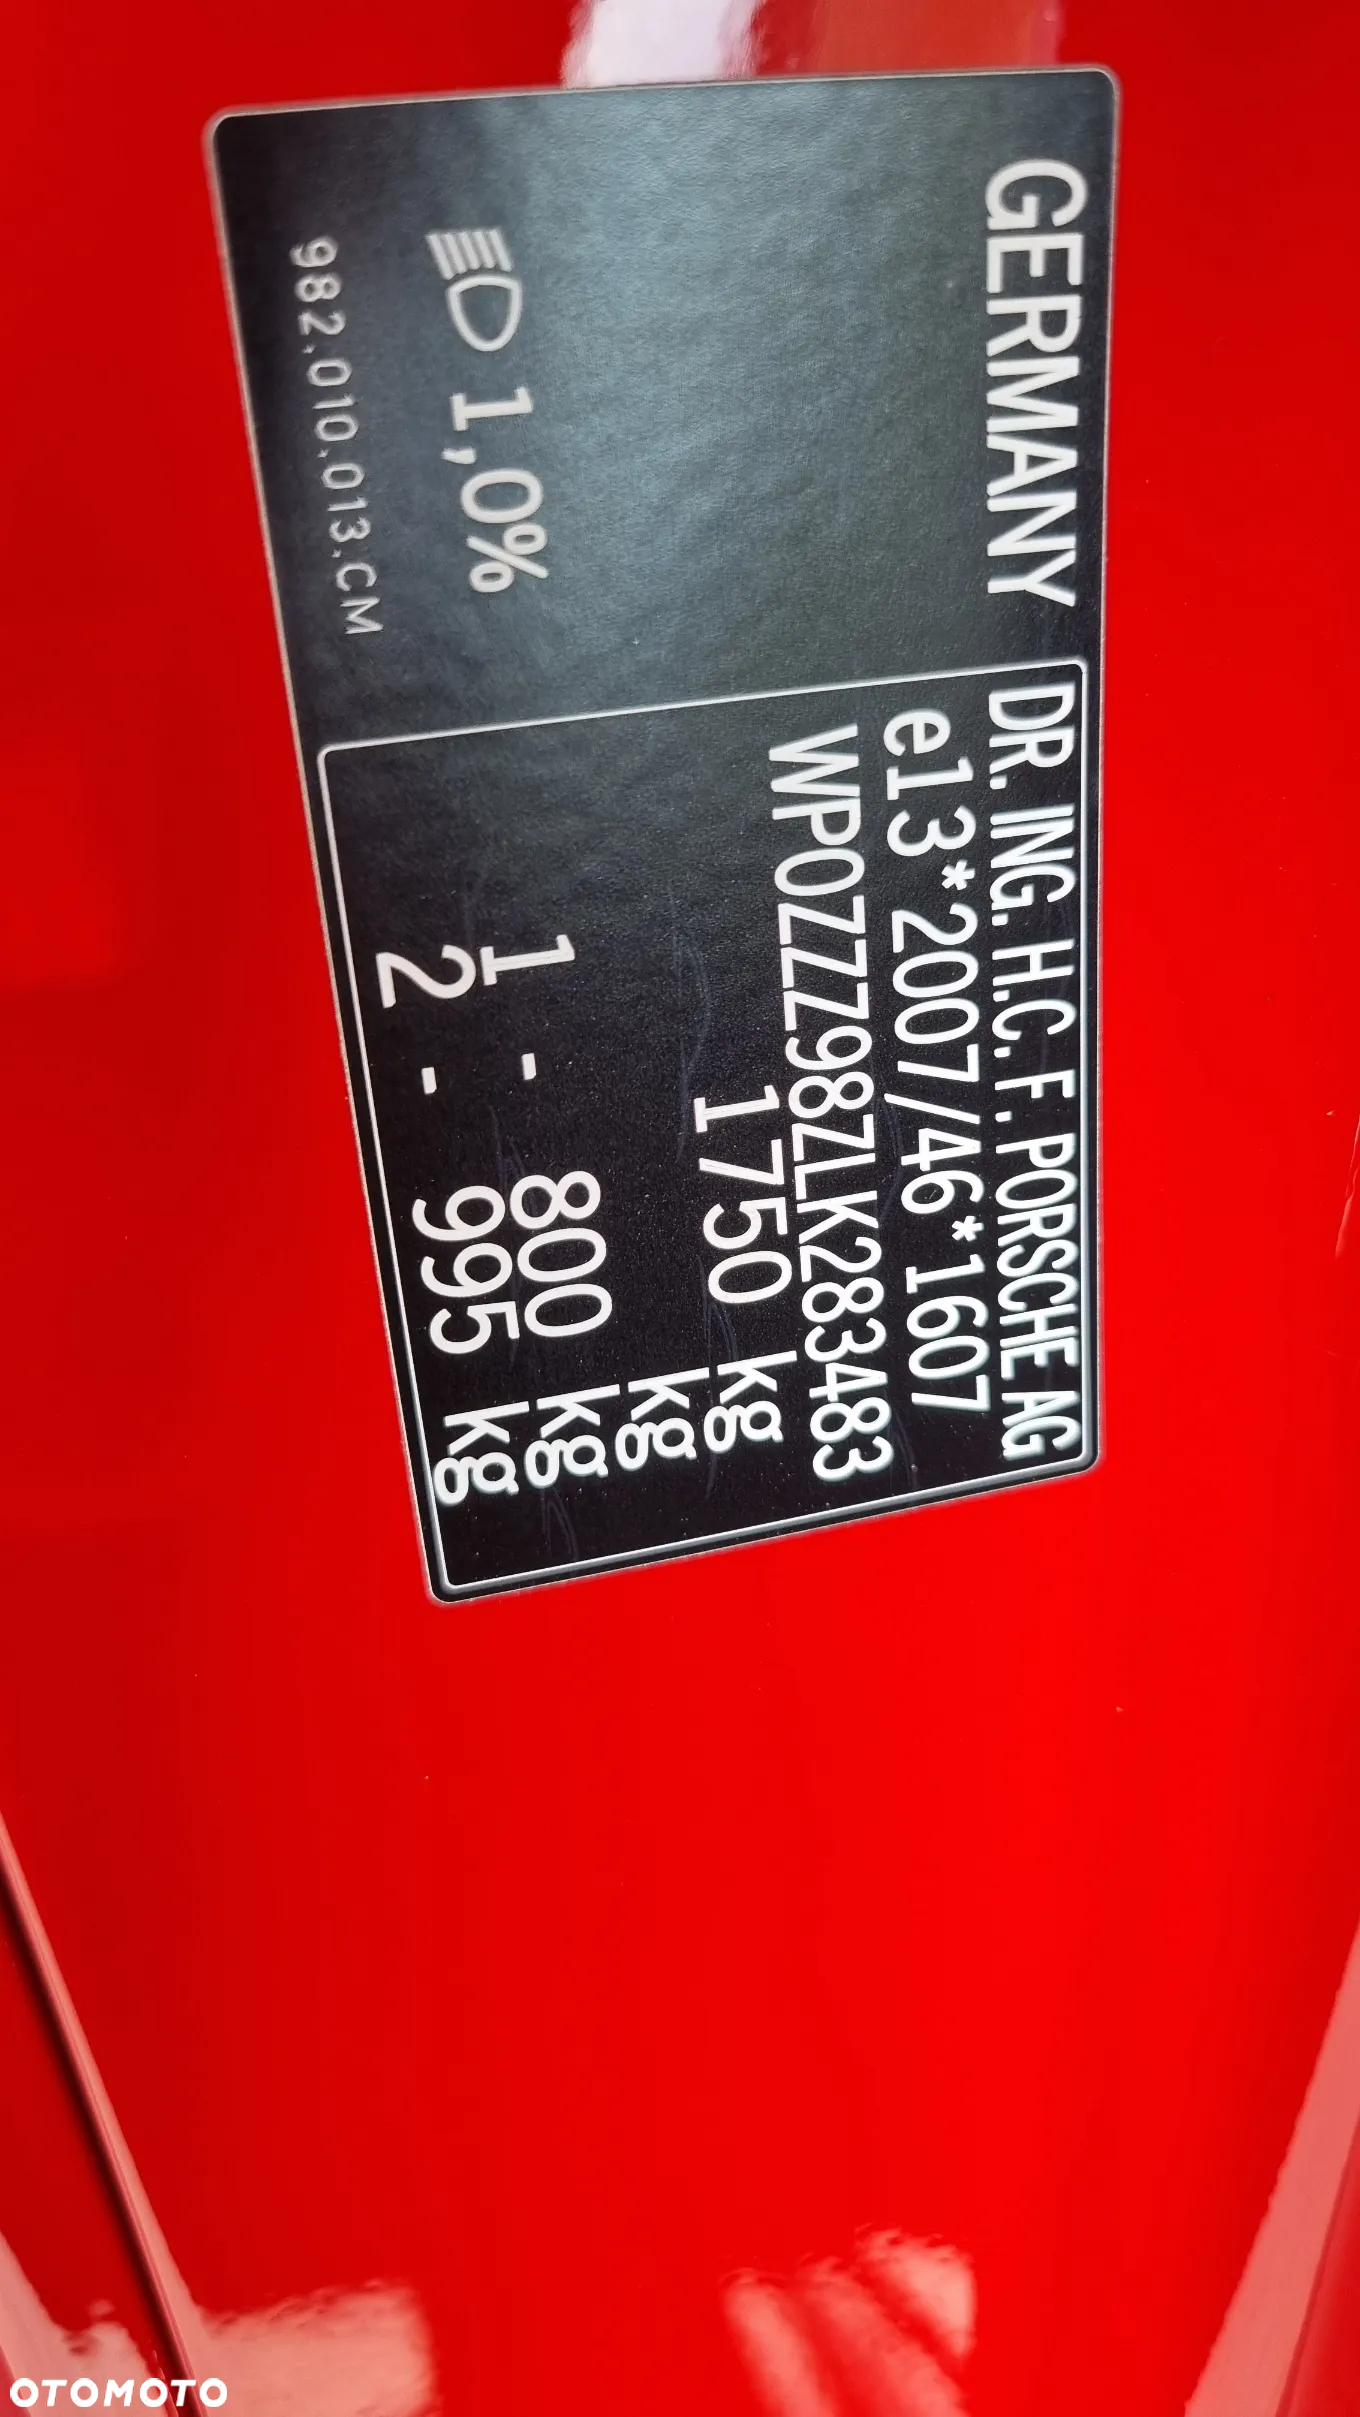 GERMANY
DR. ING. H.C. F. PORSCHE AG
e13*2007/46*1607
WP0ZZZ98ZLK283483
1750 kg
kg
1 - 800 kg
2 - 995 kg
1,0%
982.010.013.CM
OTOMOTO